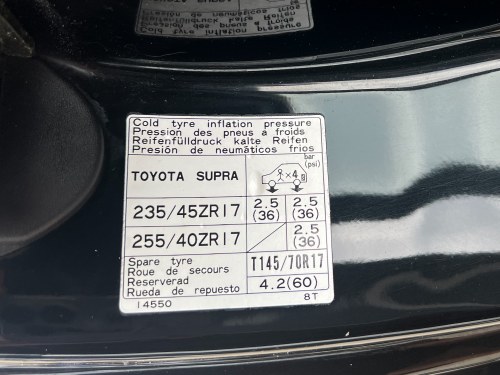 Cold tyre inflation pressure
Pression des pneus a froids
Reifenfülldruck kalte Reifen
Presión de neumáticos frios
TOYOTA SUPRA ×4 bar (psi)
235/45ZR17 2.5 (36) 2.5 (36)
255/40ZR17 2.5 (36)
Spare tyre
Roue de secours
Reserverad
Rueda de repuesto
T145/70R17
4.2(60)
14550 8T